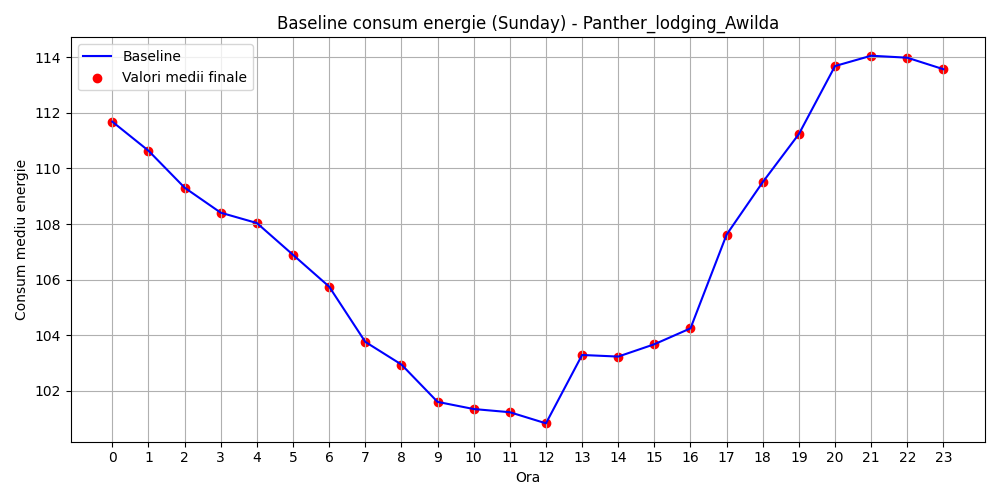 Baseline consum energie (Sunday) - Panther_lodging_Awilda
Baseline
Valori medii finale
Consum mediu energie
114
112
110
108
106
104
102
0 1 2 3 4 5 6 7 8 9 10 11 12 13 14 15 16 17 18 19 20 21 22 23
Ora